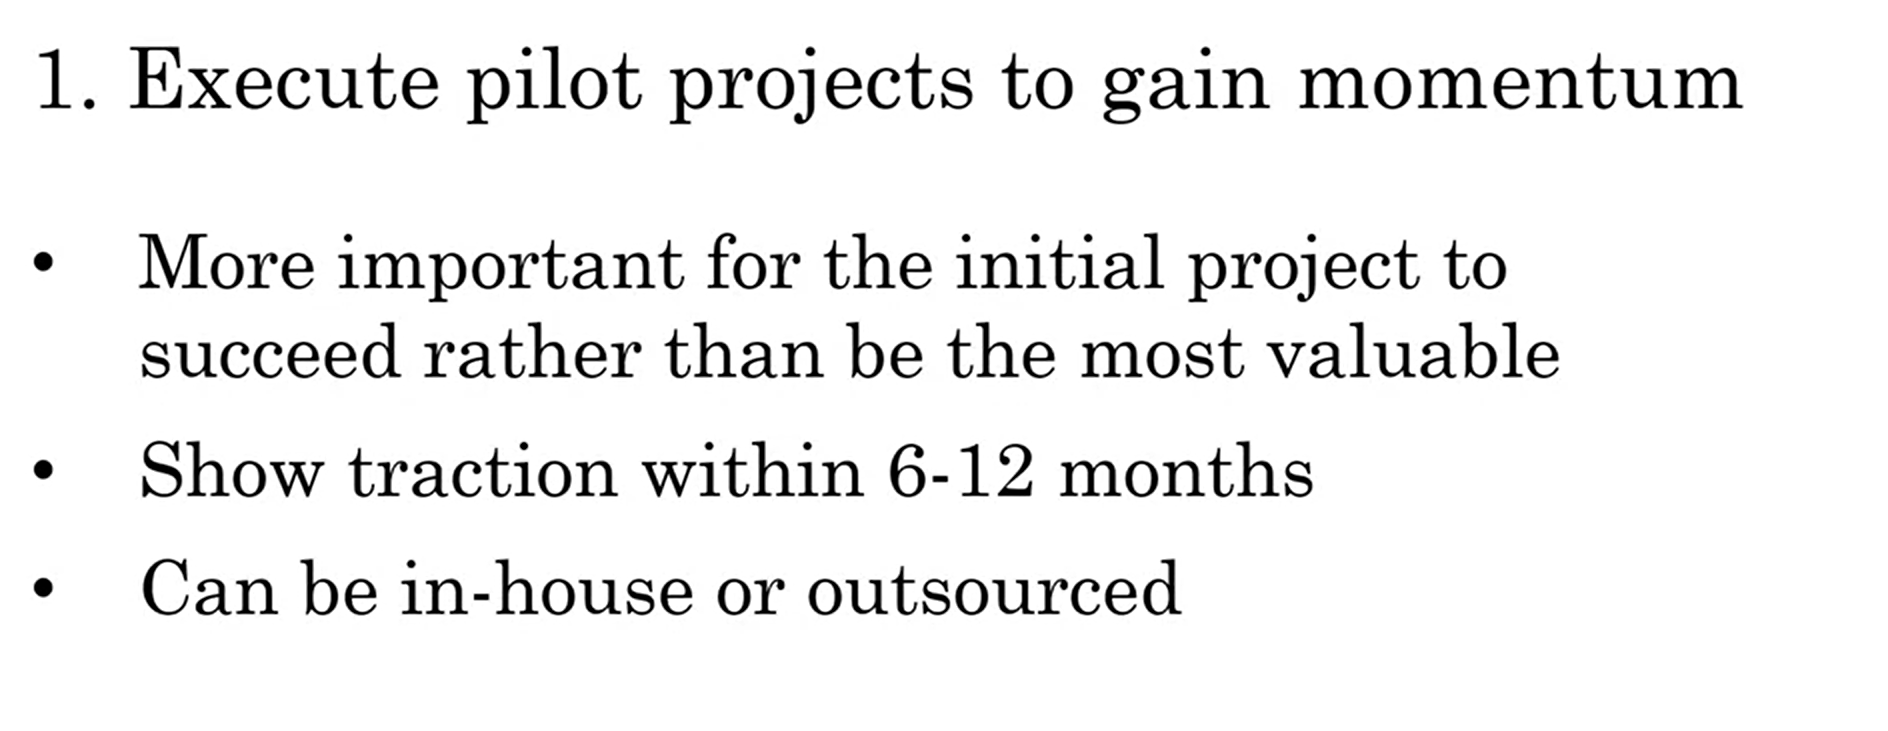 1. Execute pilot projects to gain momentum
• More important for the initial project to
succeed rather than be the most valuable
• Show traction within 6-12 months
• Can be in-house or outsourced